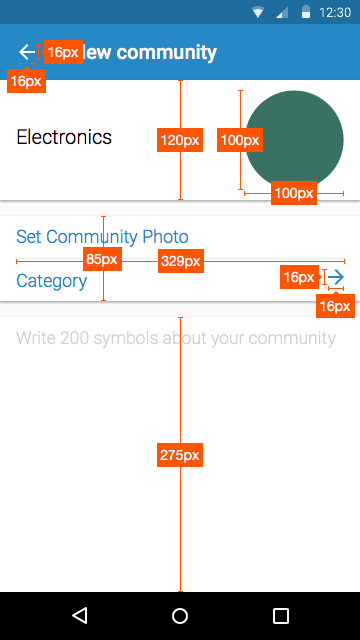 12:30
16px
lew community
16px
Electronics
120px
100px
100px
Set Community Photo
85px
329px
Category
16px
16px
Write 200 symbols about your community
275px